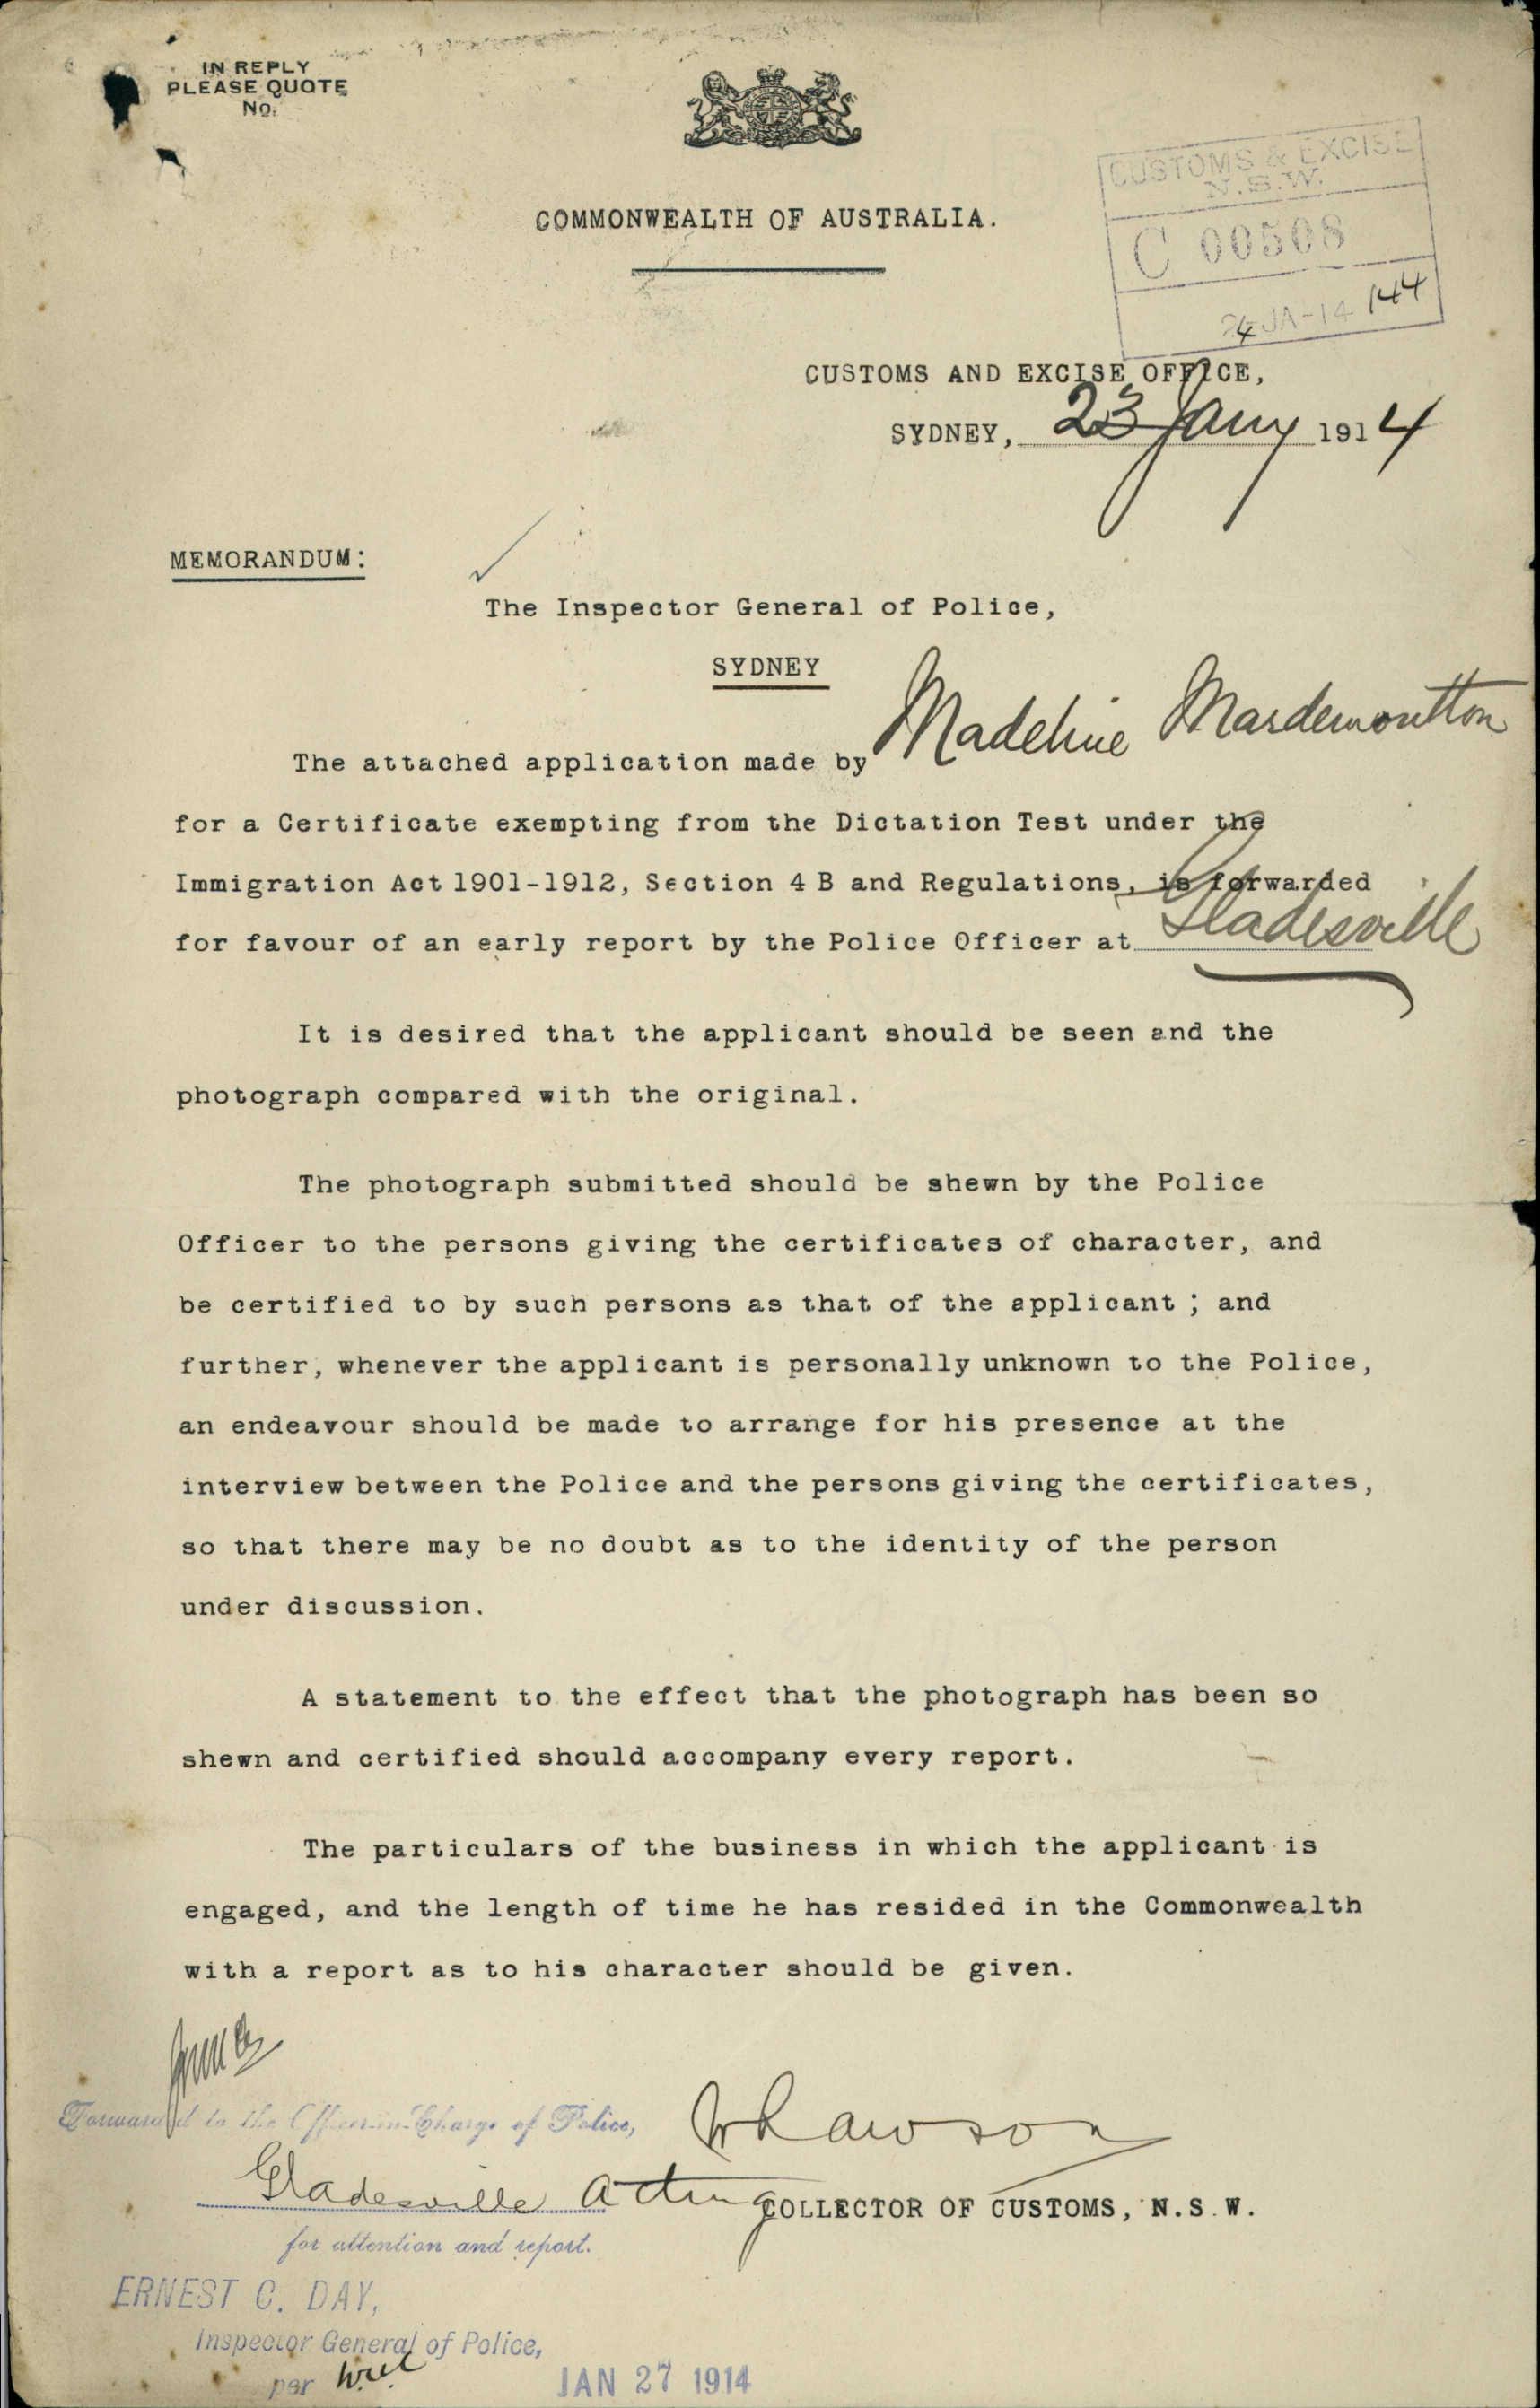 IN REPLY
PLEASE QUOTE
No.
CUSTOMS & EXCISE
N.S.W.
C 00508
24 JA-14 144
COMMONWEALTH OF AUSTRALIA.
CUSTOMS AND EXCISE OFFICE,
SYDNEY, 23 Jany 1914
MEMORANDUM:
The Inspector General of Police,
SYDNEY
The attached application made by Madeline Mardemoutton
for a Certificate exempting from the Dictation Test under the
Immigration Act 1901-1912, Section 4 B and Regulations, is forwarded
for favour of an early report by the Police Officer at Gladesville
It is desired that the applicant should be seen and the
photograph compared with the original.
The photograph submitted should be shewn by the Police
Officer to the persons giving the certificates of character, and
be certified to by such persons as that of the applicant ; and
further, whenever the applicant is personally unknown to the Police,
an endeavour should be made to arrange for his presence at the
interview between the Police and the persons giving the certificates,
so that there may be no doubt as to the identity of the person
under discussion.
A statement to the effect that the photograph has been so
shewn and certified should accompany every report.
The particulars of the business in which the applicant is
engaged, and the length of time he has resided in the Commonwealth
with a report as to his character should be given.
Forwarded to the Officer in Charge of Police,
Gladesville
for attention and report.
Acting COLLECTOR OF CUSTOMS, N.S.W.
ERNEST C. DAY,
Inspector General of Police,
per
JAN 27 1914